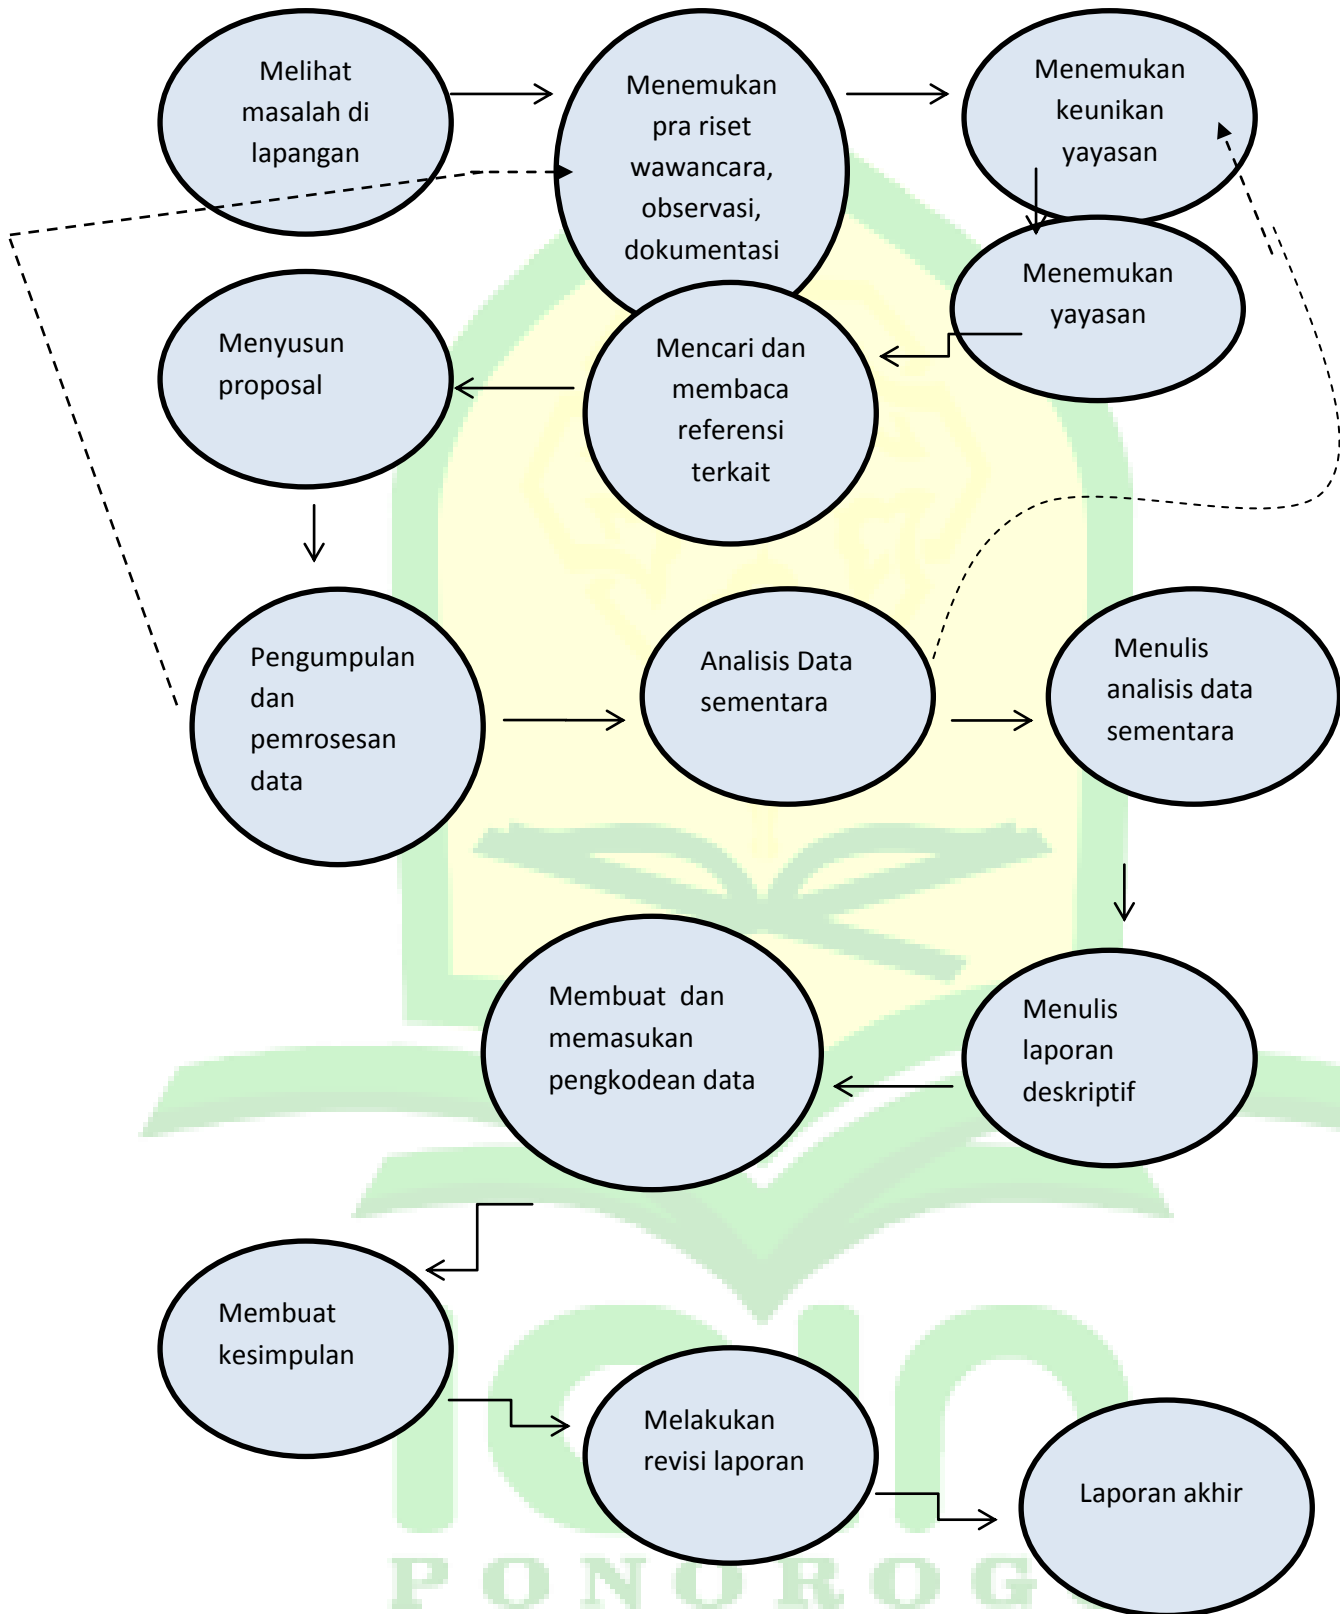 Melihat
masalah di
lapangan
Menemukan
pra riset
wawancara,
observasi,
dokumentasi
Menemukan
keunikan
yayasan
Menemukan
yayasan
Mencari dan
membaca
referensi
terkait
Menyusun
proposal
Pengumpulan
dan
pemrosesan
data
Analisis Data
sementara
Menulis
analisis data
sementara
Menulis
laporan
deskriptif
Membuat  dan
memasukan
pengkodean data
Membuat
kesimpulan
Melakukan
revisi laporan
Laporan akhir
iain
PONOROG